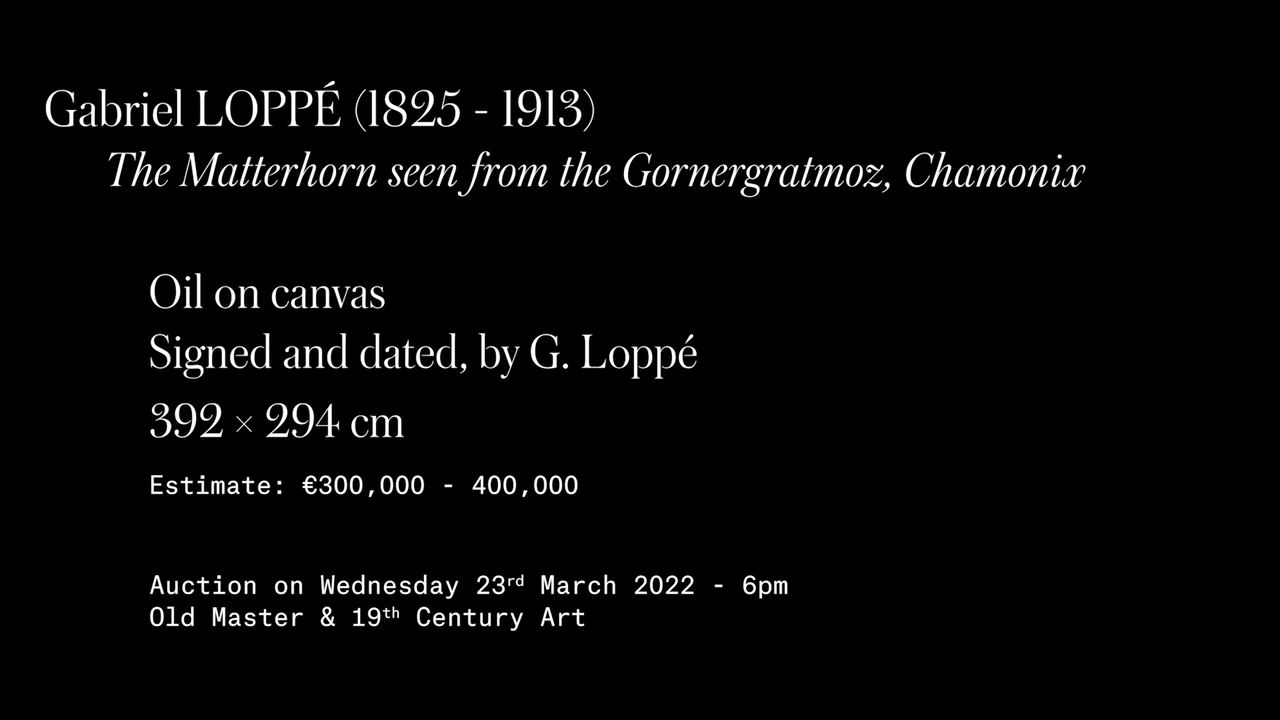 Gabriel LOPPÉ (1825 - 1913)
The Matterhorn seen from the Gornergratmoz, Chamonix
Oil on canvas
Signed and dated, by G. Loppé
392 × 294 cm
Estimate: €300,000 - 400,000
Auction on Wednesday 23rd March 2022 - 6pm
Old Master & 19th Century Art